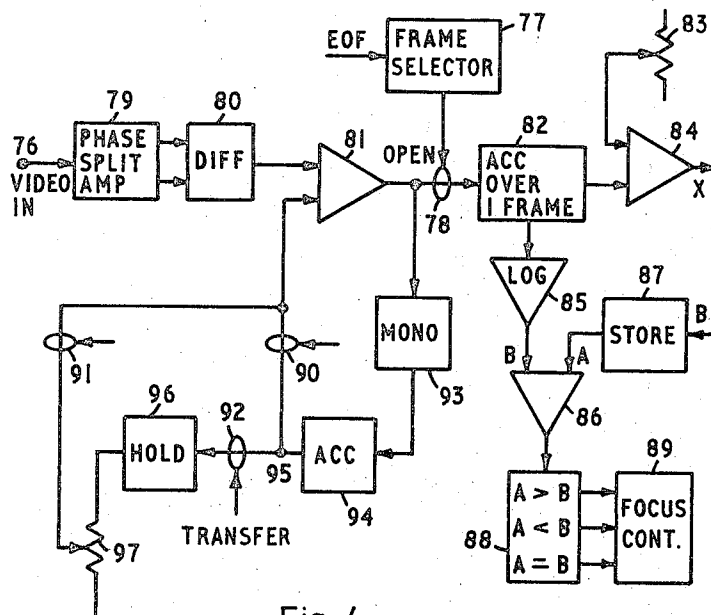 77
83
EOF
FRAME
SELECTOR
79
80
81
82
84
76
VIDEO
IN
PHASE
SPLIT
AMP
DIFF
OPEN
78
ACC
OVER
1 FRAME
X
LOG
85
87
STORE
B
MONO
93
B
A
86
91
90
96
HOLD
92
95
ACC
94
TRANSFER
97
88
A > B
A < B
A = B
89
FOCUS
CONT.